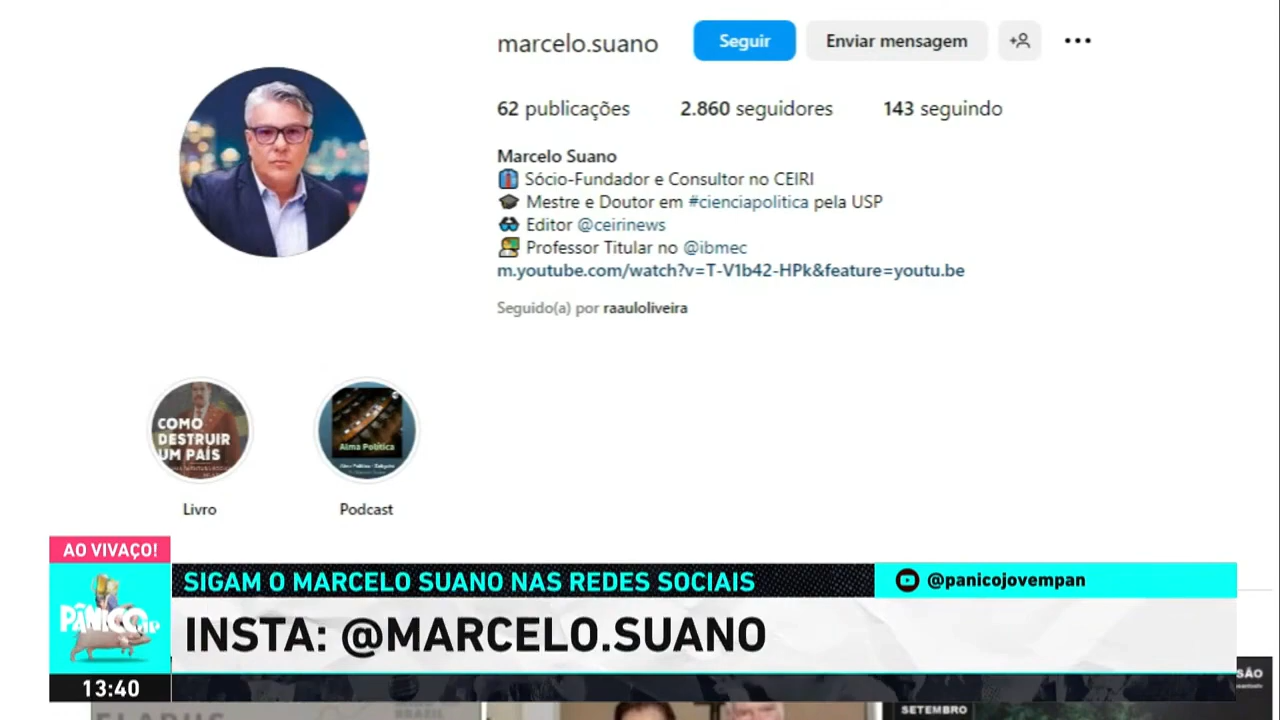 marcelo.suano
Seguir
Enviar mensagem
62 publicações
2.860 seguidores
143 seguindo
Marcelo Suano
Sócio-Fundador e Consultor no CEIRI
Mestre e Doutor em #cienciapolitica pela USP
Editor @ceirinews
Professor Titular no @ibmec
m.youtube.com/watch?v=T-V1b42-HPk&feature=youtu.be
Seguido(a) por raauloliveira
COMO
DESTRUIR
UM PAÍS
Alma Política
Livro
Podcast
AO VIVAÇO!
SIGAM O MARCELO SUANO NAS REDES SOCIAIS
@panicojovempan
PÂNICO JP
INSTA: @MARCELO.SUANO
13:40
SETEMBRO